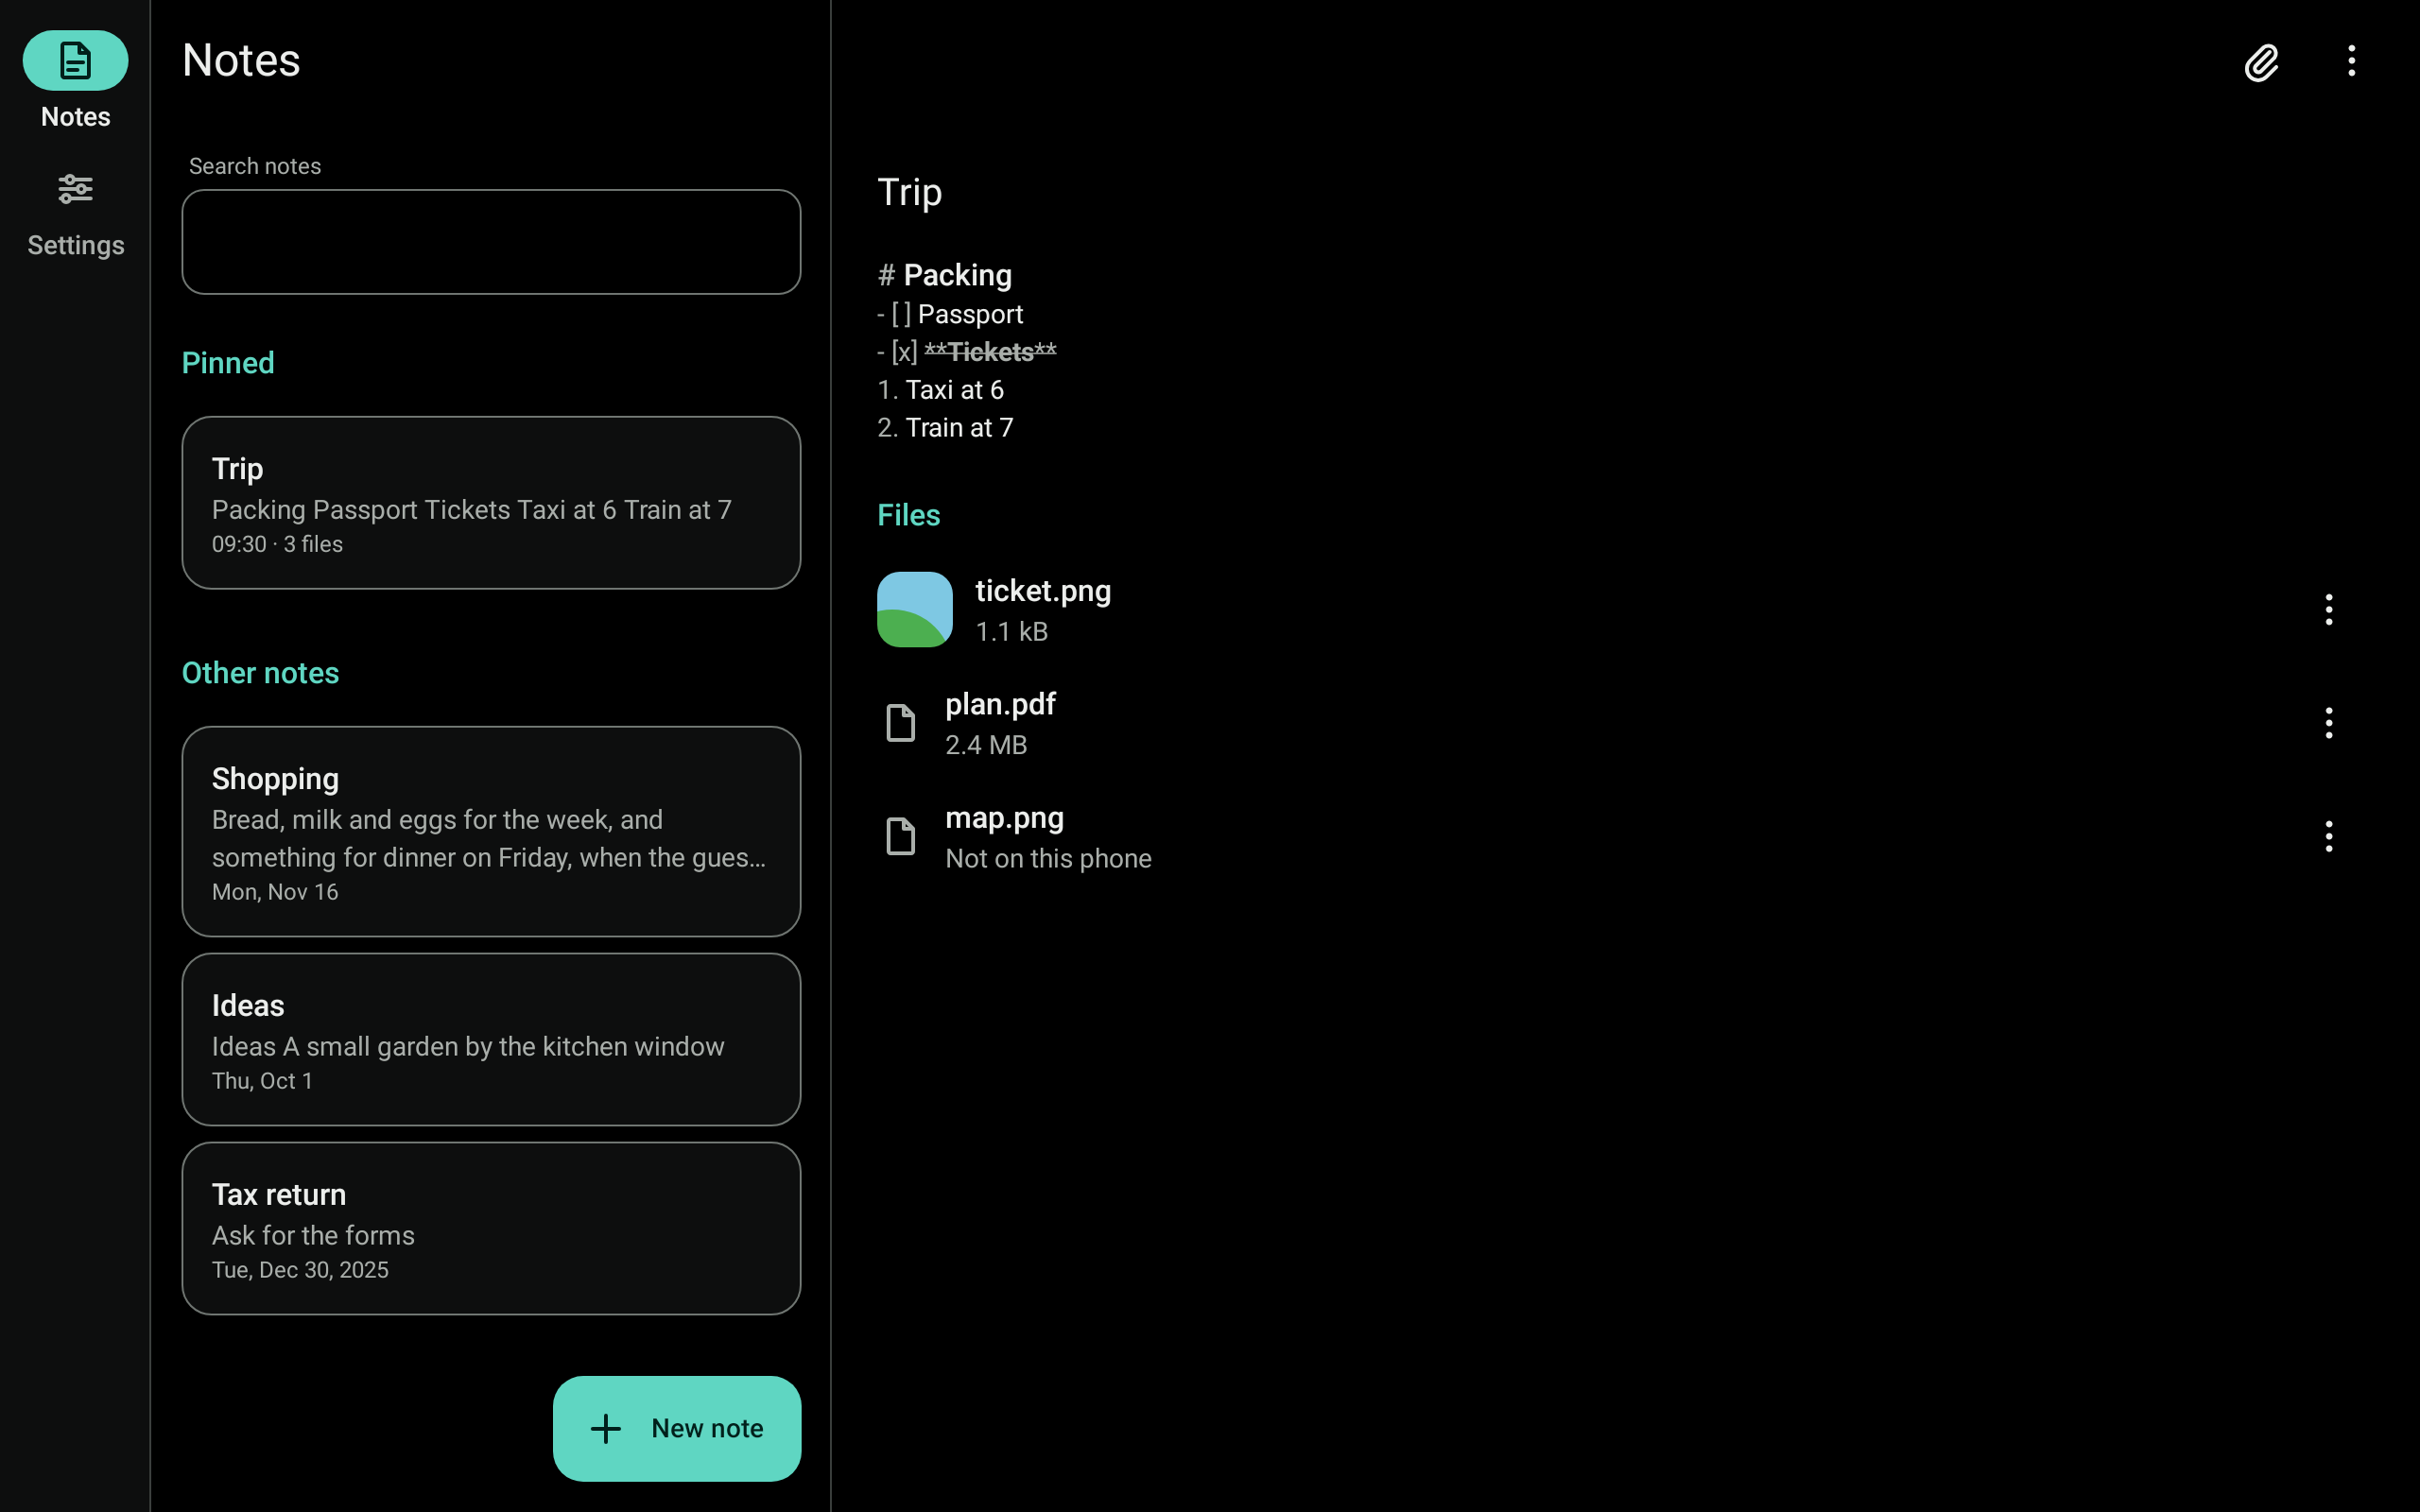 Notes
Settings
Notes
Search notes
Pinned
Trip
Packing Passport Tickets Taxi at 6 Train at 7
09:30 · 3 files
Other notes
Shopping
Bread, milk and eggs for the week, and
something for dinner on Friday, when the gues…
Mon, Nov 16
Ideas
Ideas A small garden by the kitchen window
Thu, Oct 1
Tax return
Ask for the forms
Tue, Dec 30, 2025
New note
Trip
# Packing
- [ ] Passport
- [x] **Tickets**
1. Taxi at 6
2. Train at 7
Files
ticket.png
1.1 kB
plan.pdf
2.4 MB
map.png
Not on this phone